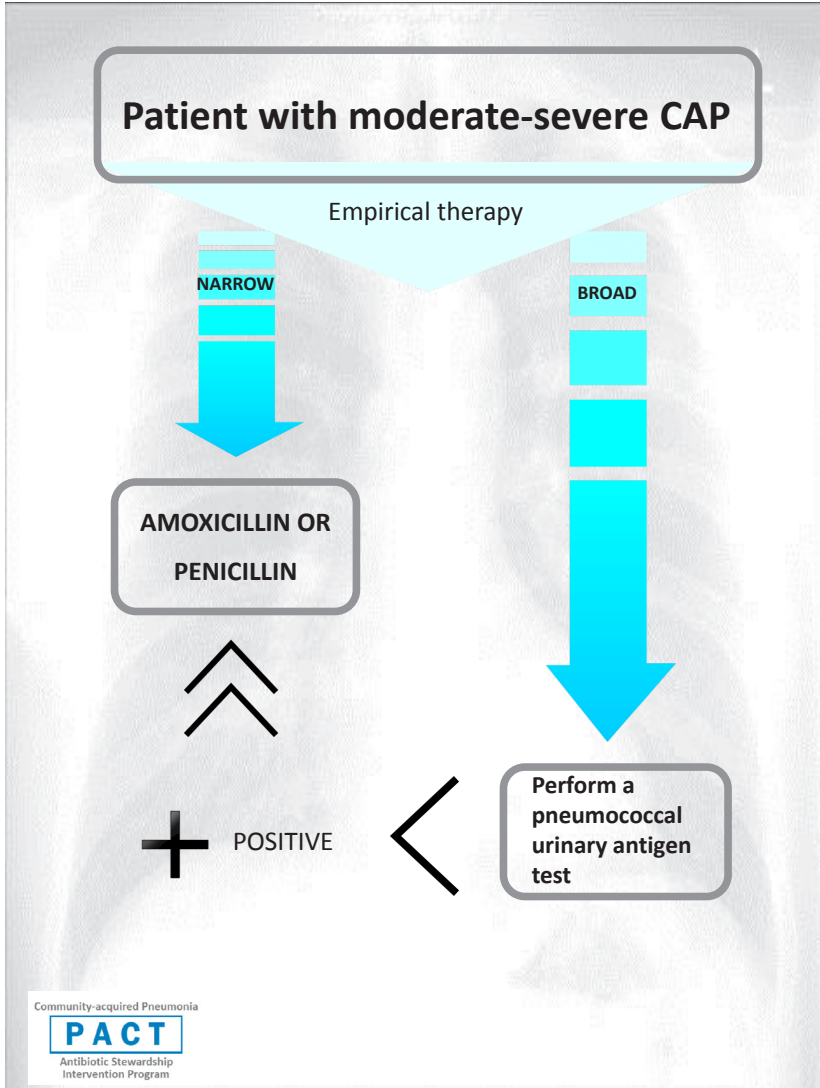 Patient with moderate-severe CAP
Empirical therapy
NARROW
BROAD
AMOXICILLIN OR
PENICILLIN
Perform a
pneumococcal
urinary antigen
test
POSITIVE
Community-acquired Pneumonia
PACT
Antibiotic Stewardship
Intervention Program